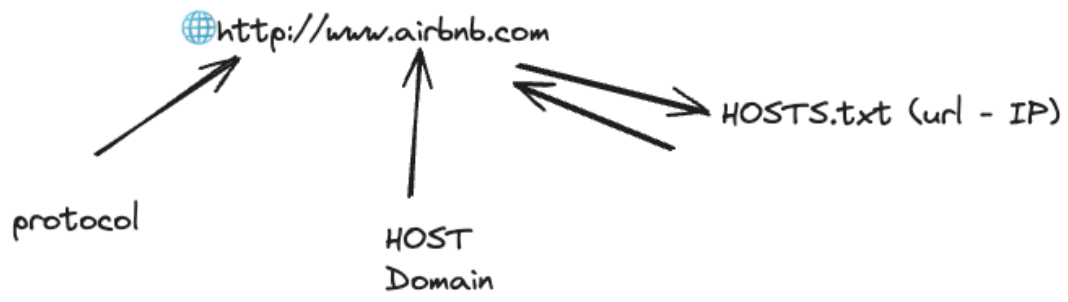 http://www.airbnb.com
HOSTS.txt (url - IP)
protocol
HOST
Domain